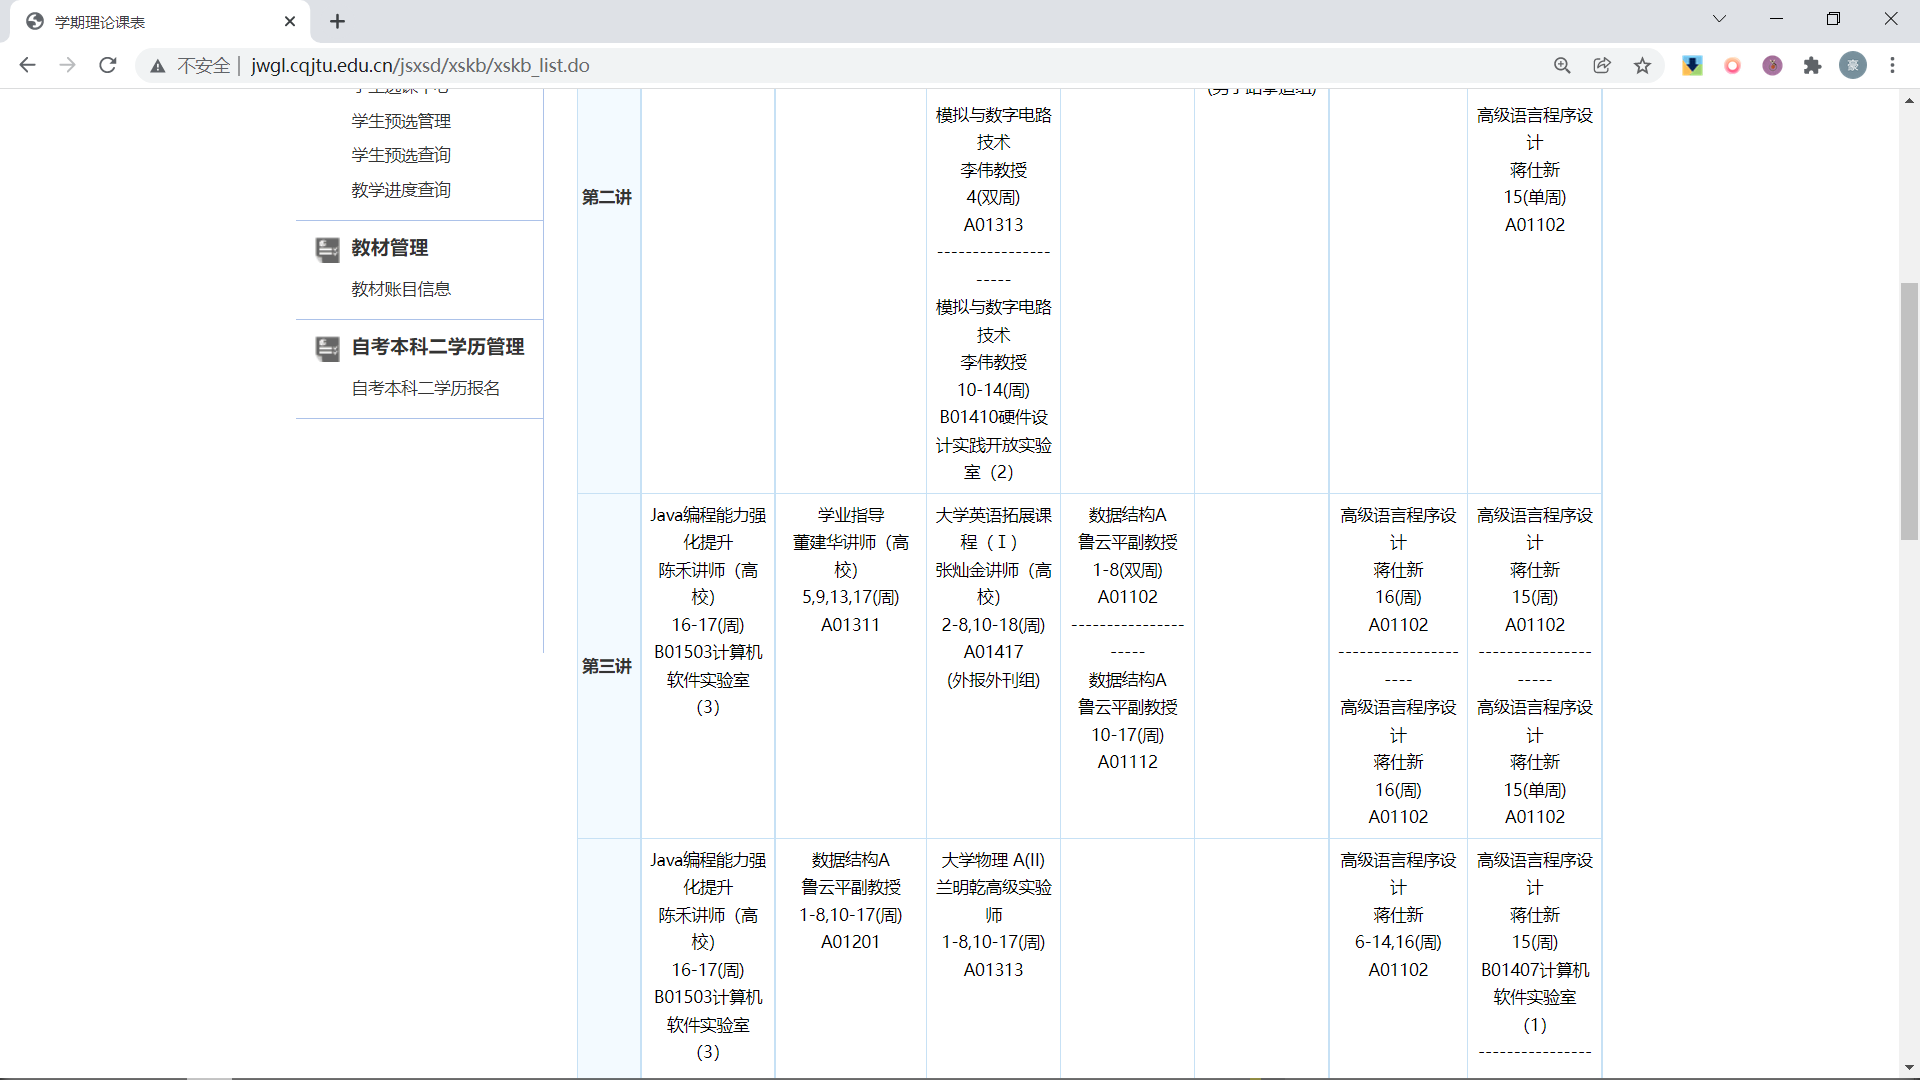 学期理论课表
不安全
jwgl.cqjtu.edu.cn/jsxsd/xskb/xskb_list.do
豪
学生选课中心
学生预选管理
学生预选查询
教学进度查询
教材管理
教材账目信息
自考本科二学历管理
自考本科二学历报名
第二讲
模拟与数字电路
技术
李伟教授
4(双周)
A01313
-----------------
-----
模拟与数字电路
技术
李伟教授
10-14(周)
B01410硬件设
计实践开放实验
室（2）
高级语言程序设
计
蒋仕新
15(单周)
A01102
第三讲
Java编程能力强
化提升
陈禾讲师（高
校）
16-17(周)
B01503计算机
软件实验室
（3）
学业指导
董建华讲师（高
校）
5,9,13,17(周)
A01311
大学英语拓展课
程（Ⅰ）
张灿金讲师（高
校）
2-8,10-18(周)
A01417
(外报外刊组)
数据结构A
鲁云平副教授
1-8(双周)
A01102
----------------
-----
数据结构A
鲁云平副教授
10-17(周)
A01112
高级语言程序设
计
蒋仕新
16(周)
A01102
-----------------
----
高级语言程序设
计
蒋仕新
16(周)
A01102
高级语言程序设
计
蒋仕新
15(周)
A01102
----------------
-----
高级语言程序设
计
蒋仕新
15(单周)
A01102
Java编程能力强
化提升
陈禾讲师（高
校）
16-17(周)
B01503计算机
软件实验室
（3）
数据结构A
鲁云平副教授
1-8,10-17(周)
A01201
大学物理 A(II)
兰明乾高级实验
师
1-8,10-17(周)
A01313
高级语言程序设
计
蒋仕新
6-14,16(周)
A01102
高级语言程序设
计
蒋仕新
15(周)
B01407计算机
软件实验室
（1）
----------------